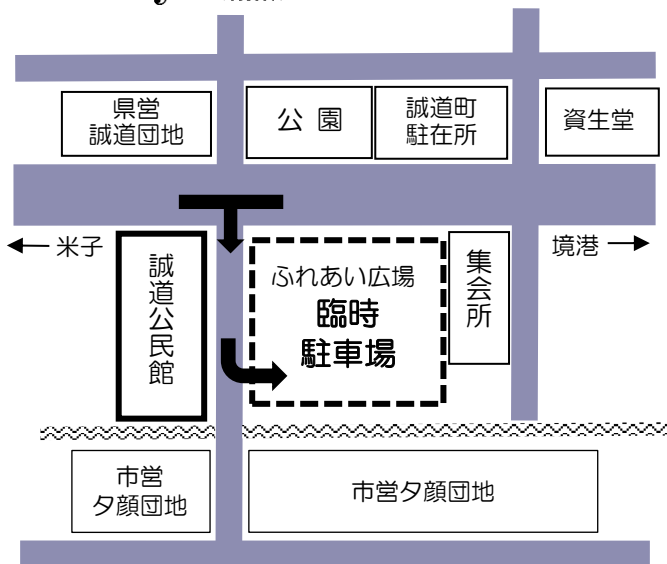 県営
誠道団地
公園
誠道町
駐在所
資生堂
米子
境港
誠道公民館
ふれあい広場
臨時
駐車場
集会所
市営
夕顔団地
市営夕顔団地